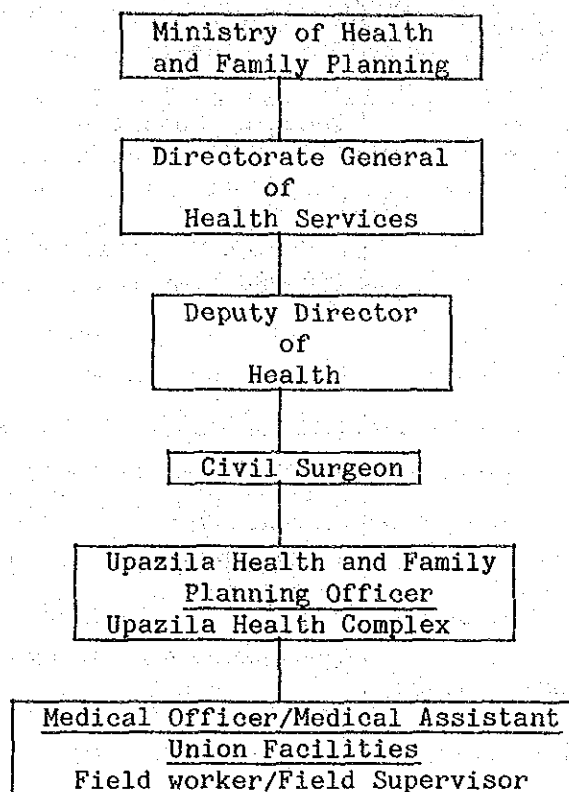 Ministry of Health
and Family Planning
Directorate General
of
Health Services
Deputy Director
of
Health
Civil Surgeon
Upazila Health and Family
Planning Officer
Upazila Health Complex
Medical Officer/Medical Assistant
Union Facilities
Field worker/Field Supervisor